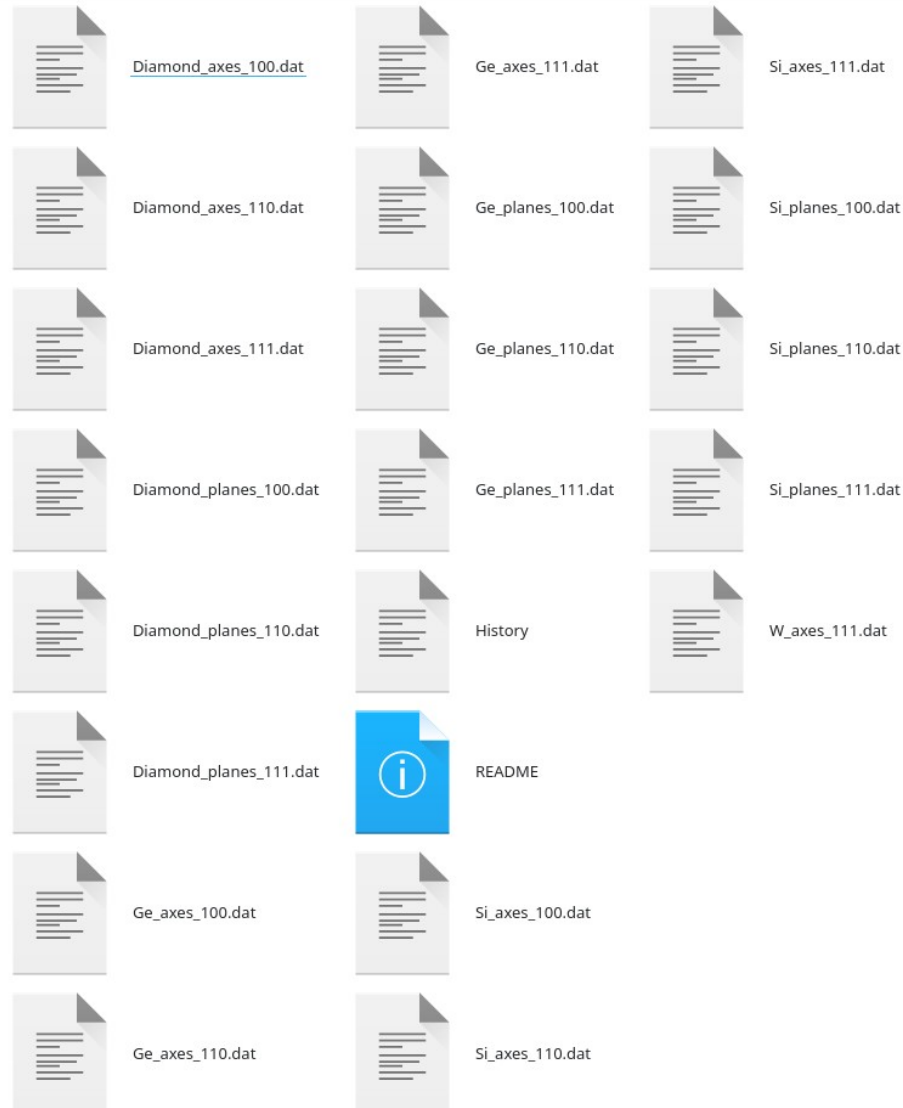 Diamond_axes_100.dat
Diamond_axes_110.dat
Diamond_axes_111.dat
Diamond_planes_100.dat
Diamond_planes_110.dat
Diamond_planes_111.dat
Ge_axes_100.dat
Ge_axes_110.dat
Ge_axes_111.dat
Ge_planes_100.dat
Ge_planes_110.dat
Ge_planes_111.dat
History
README
Si_axes_100.dat
Si_axes_110.dat
Si_axes_111.dat
Si_planes_100.dat
Si_planes_110.dat
Si_planes_111.dat
W_axes_111.dat